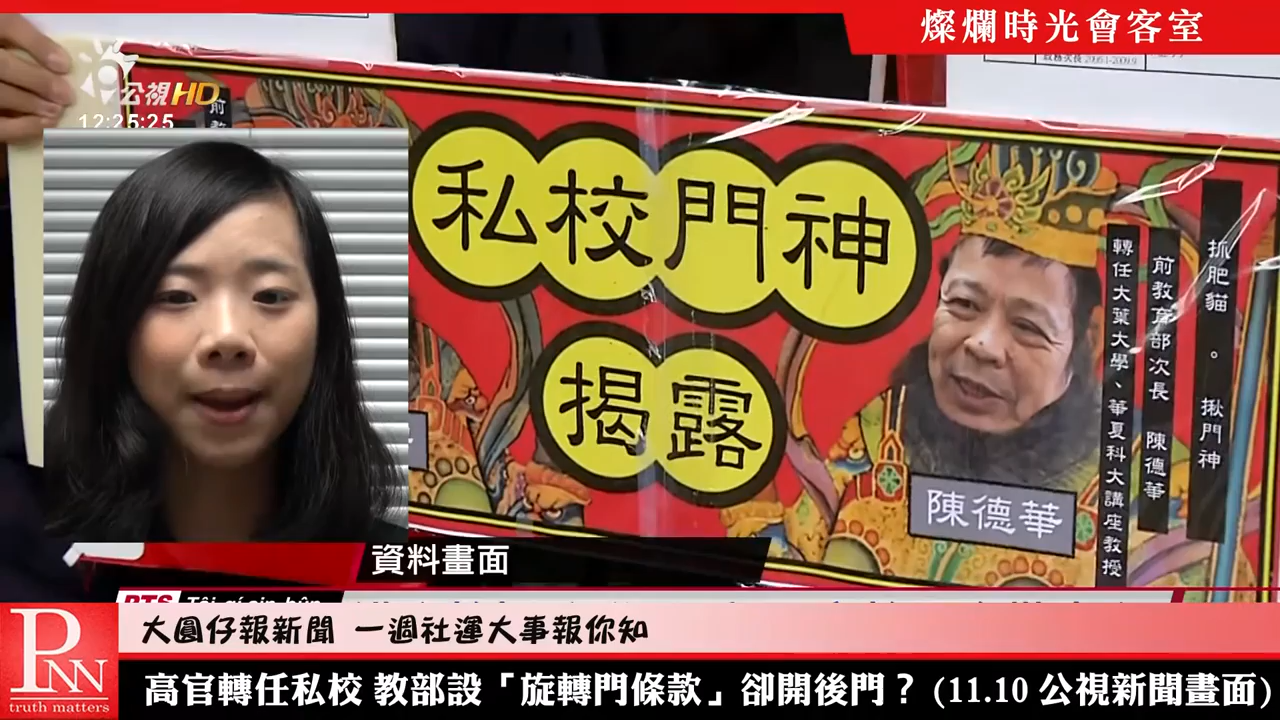 燦爛時光會客室
公視HD
12:25:25
私校門神
揭露
抓肥貓。揪門神
前教育部次長 陳德華
轉任大葉大學、華夏科大講座教授
陳德華
資料畫面
PTS
大圓仔報新聞 一週社運大事報你知
PNN
truth matters
高官轉任私校 教部設「旋轉門條款」卻開後門？ (11.10 公視新聞畫面)